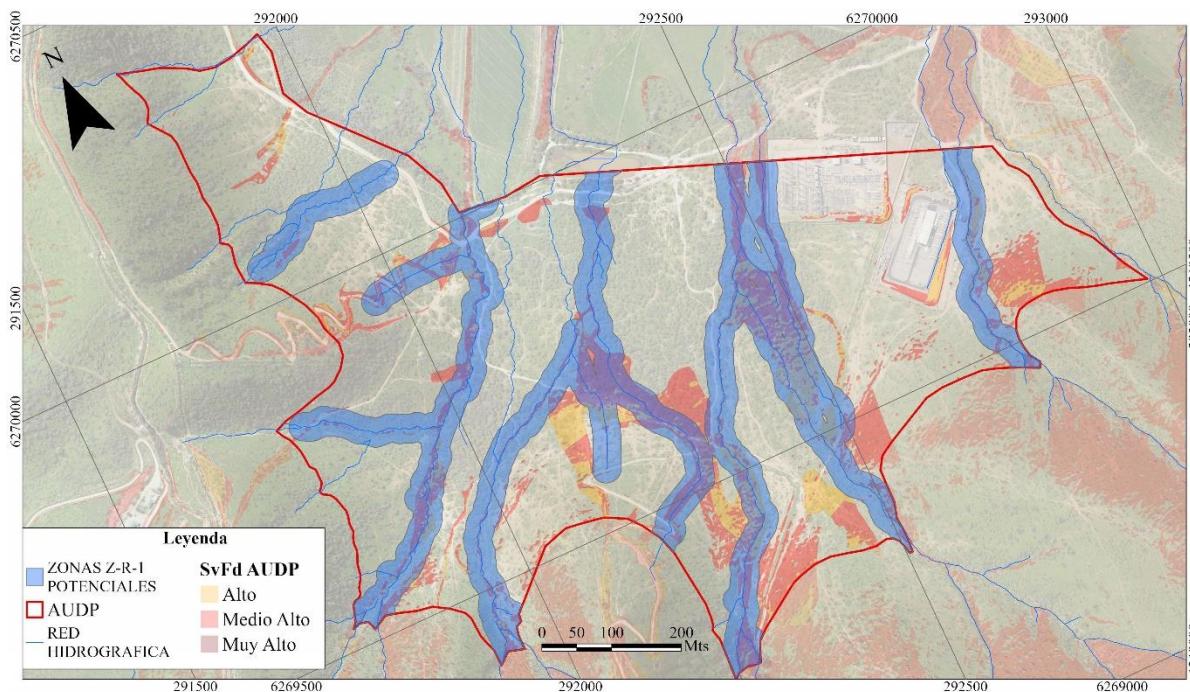 292000
292500
6270000
293000
6270500
N
291500
6270000
Leyenda
ZONAS Z-R-1
POTENCIALES
AUDP
RED
HIDROGRAFICA
SvFd AUDP
Alto
Medio Alto
Muy Alto
0 50 100 200
Mts
291500
6269500
292000
292500
6269000